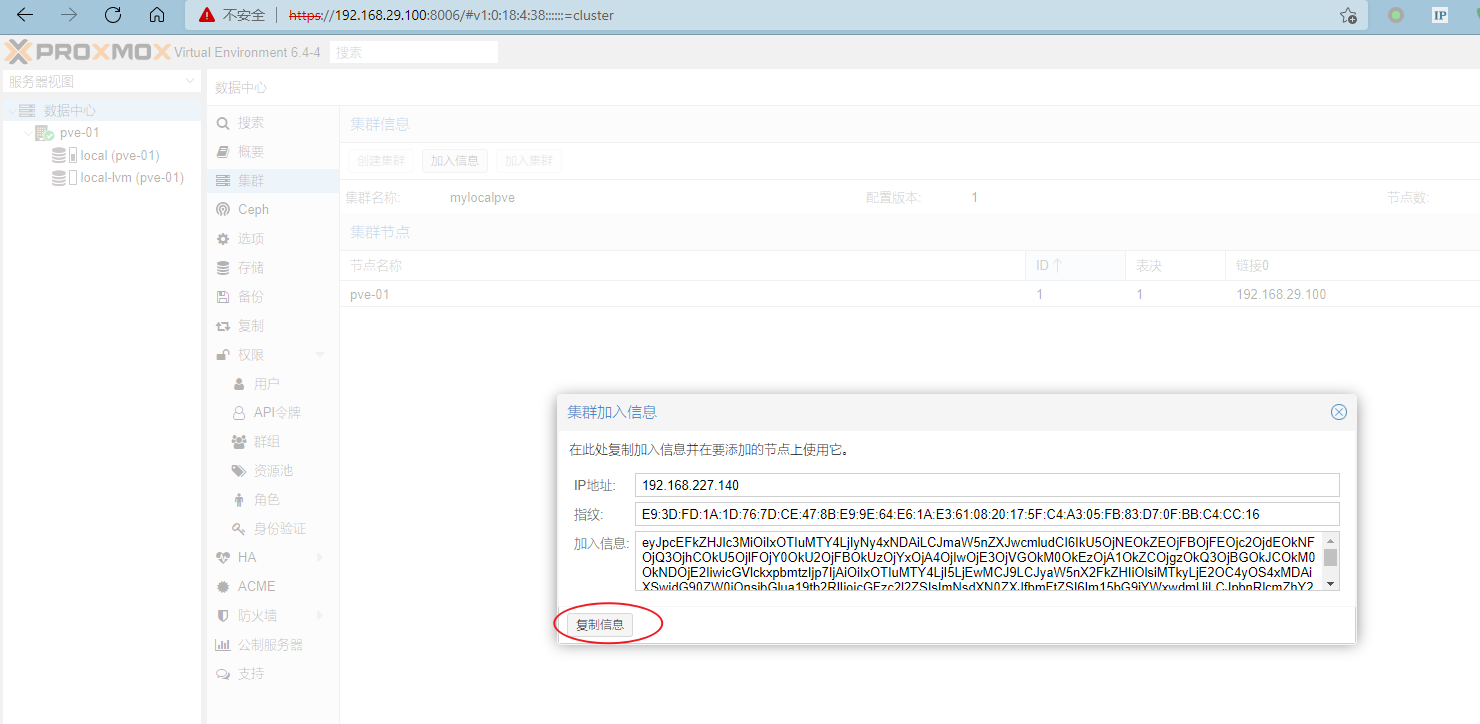 不安全 https://192.168.29.100:8006/#v1:0:18:4:38::::::=cluster IP
PROXMOX Virtual Environment 6.4-4 搜索
服务器视图
数据中心
pve-01
local (pve-01)
local-lvm (pve-01)
数据中心
搜索
概要
集群
Ceph
选项
存储
备份
复制
权限
用户
API令牌
群组
资源池
角色
身份验证
HA
ACME
防火墙
公制服务器
支持
集群信息
创建集群 加入信息 加入集群
集群名称: mylocalpve 配置版本: 1 节点数:
集群节点
节点名称 ID 表决 链接0
pve-01 1 1 192.168.29.100
集群加入信息
在此处复制加入信息并在要添加的节点上使用它。
IP地址: 192.168.227.140
指纹: E9:3D:FD:1A:1D:76:7D:CE:47:8B:E9:9E:64:E6:1A:E3:61:08:20:17:5F:C4:A3:05:FB:83:D7:0F:BB:C4:CC:16
加入信息:
复制信息